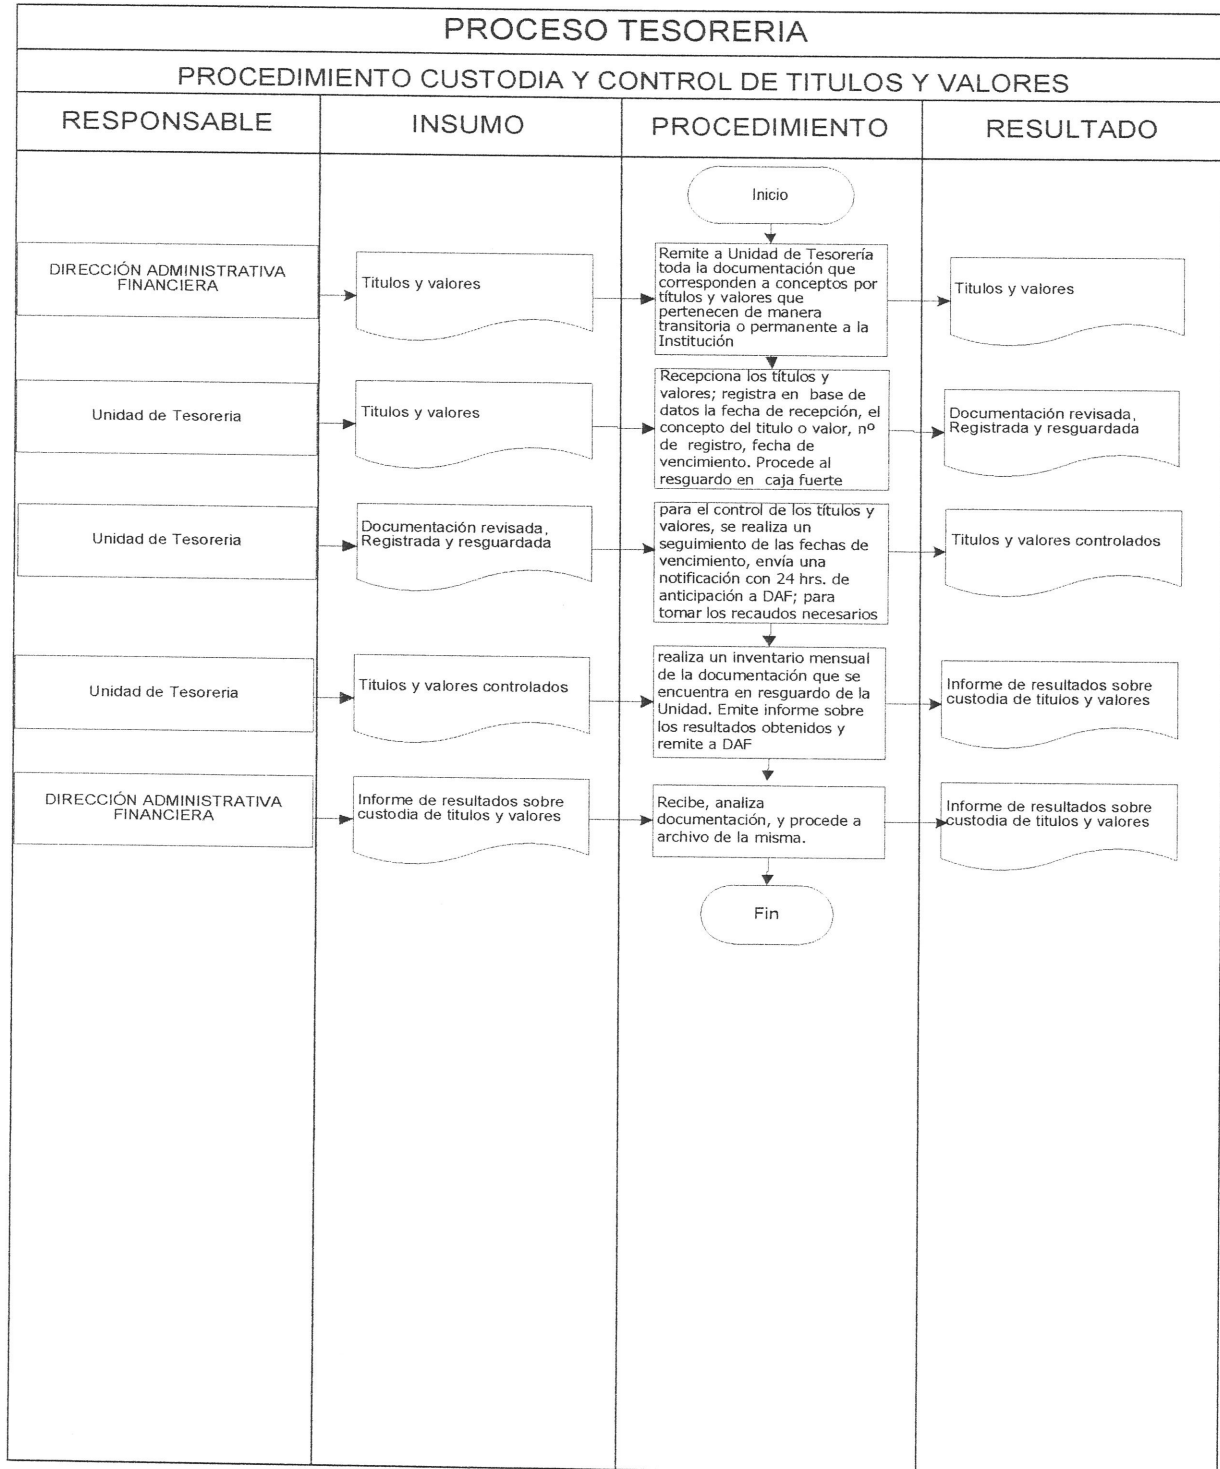 PROCESO TESORERIA
PROCEDIMIENTO CUSTODIA Y CONTROL DE TITULOS Y VALORES
RESPONSABLE
INSUMO
PROCEDIMIENTO
RESULTADO
Inicio
DIRECCIÓN ADMINISTRATIVA
FINANCIERA
Titulos y valores
Remite a Unidad de Tesorería
toda la documentación que
corresponden a conceptos por
títulos y valores que
pertenecen de manera
transitoria o permanente a la
Institución
Titulos y valores
Unidad de Tesoreria
Titulos y valores
Recepciona los títulos y
valores; registra en base de
datos la fecha de recepción, el
concepto del titulo o valor, nº
de registro, fecha de
vencimiento. Procede al
resguardo en caja fuerte
Documentación revisada,
Registrada y resguardada
Unidad de Tesoreria
Documentación revisada,
Registrada y resguardada
para el control de los títulos y
valores, se realiza un
seguimiento de las fechas de
vencimiento, envía una
notificación con 24 hrs. de
anticipación a DAF; para
tomar los recaudos necesarios
Titulos y valores controlados
Unidad de Tesoreria
Titulos y valores controlados
realiza un inventario mensual
de la documentación que se
encuentra en resguardo de la
Unidad. Emite informe sobre
los resultados obtenidos y
remite a DAF
Informe de resultados sobre
custodia de titulos y valores
DIRECCIÓN ADMINISTRATIVA
FINANCIERA
Informe de resultados sobre
custodia de titulos y valores
Recibe, analiza
documentación, y procede a
archivo de la misma.
Informe de resultados sobre
custodia de titulos y valores
Fin